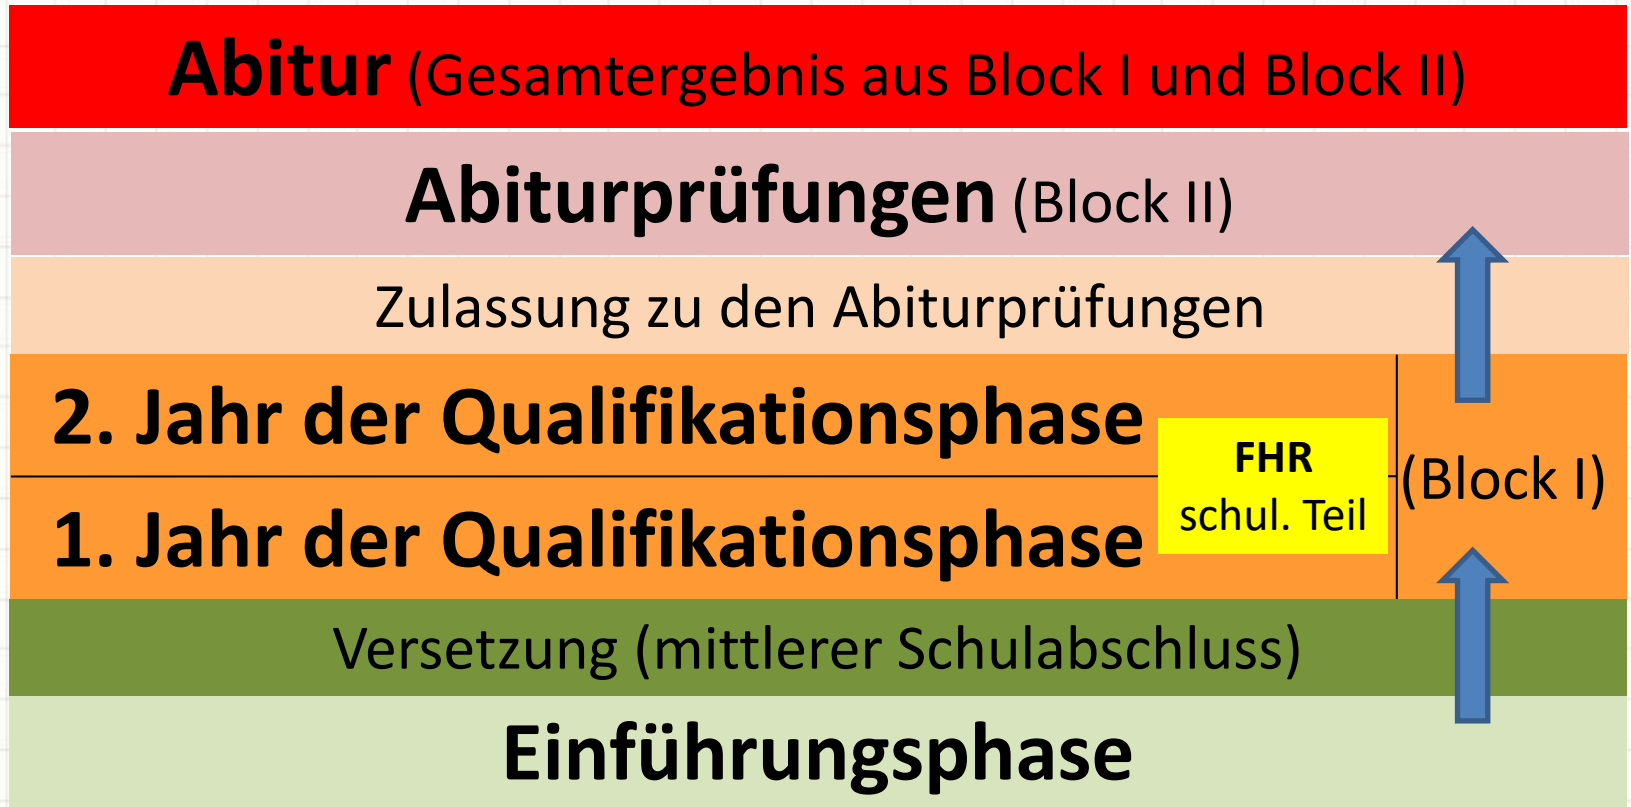 Abitur (Gesamtergebnis aus Block I und Block II)
Abiturprüfungen (Block II)
Zulassung zu den Abiturprüfungen
2. Jahr der Qualifikationsphase
FHR
schul. Teil
(Block I)
1. Jahr der Qualifikationsphase
Versetzung (mittlerer Schulabschluss)
Einführungsphase